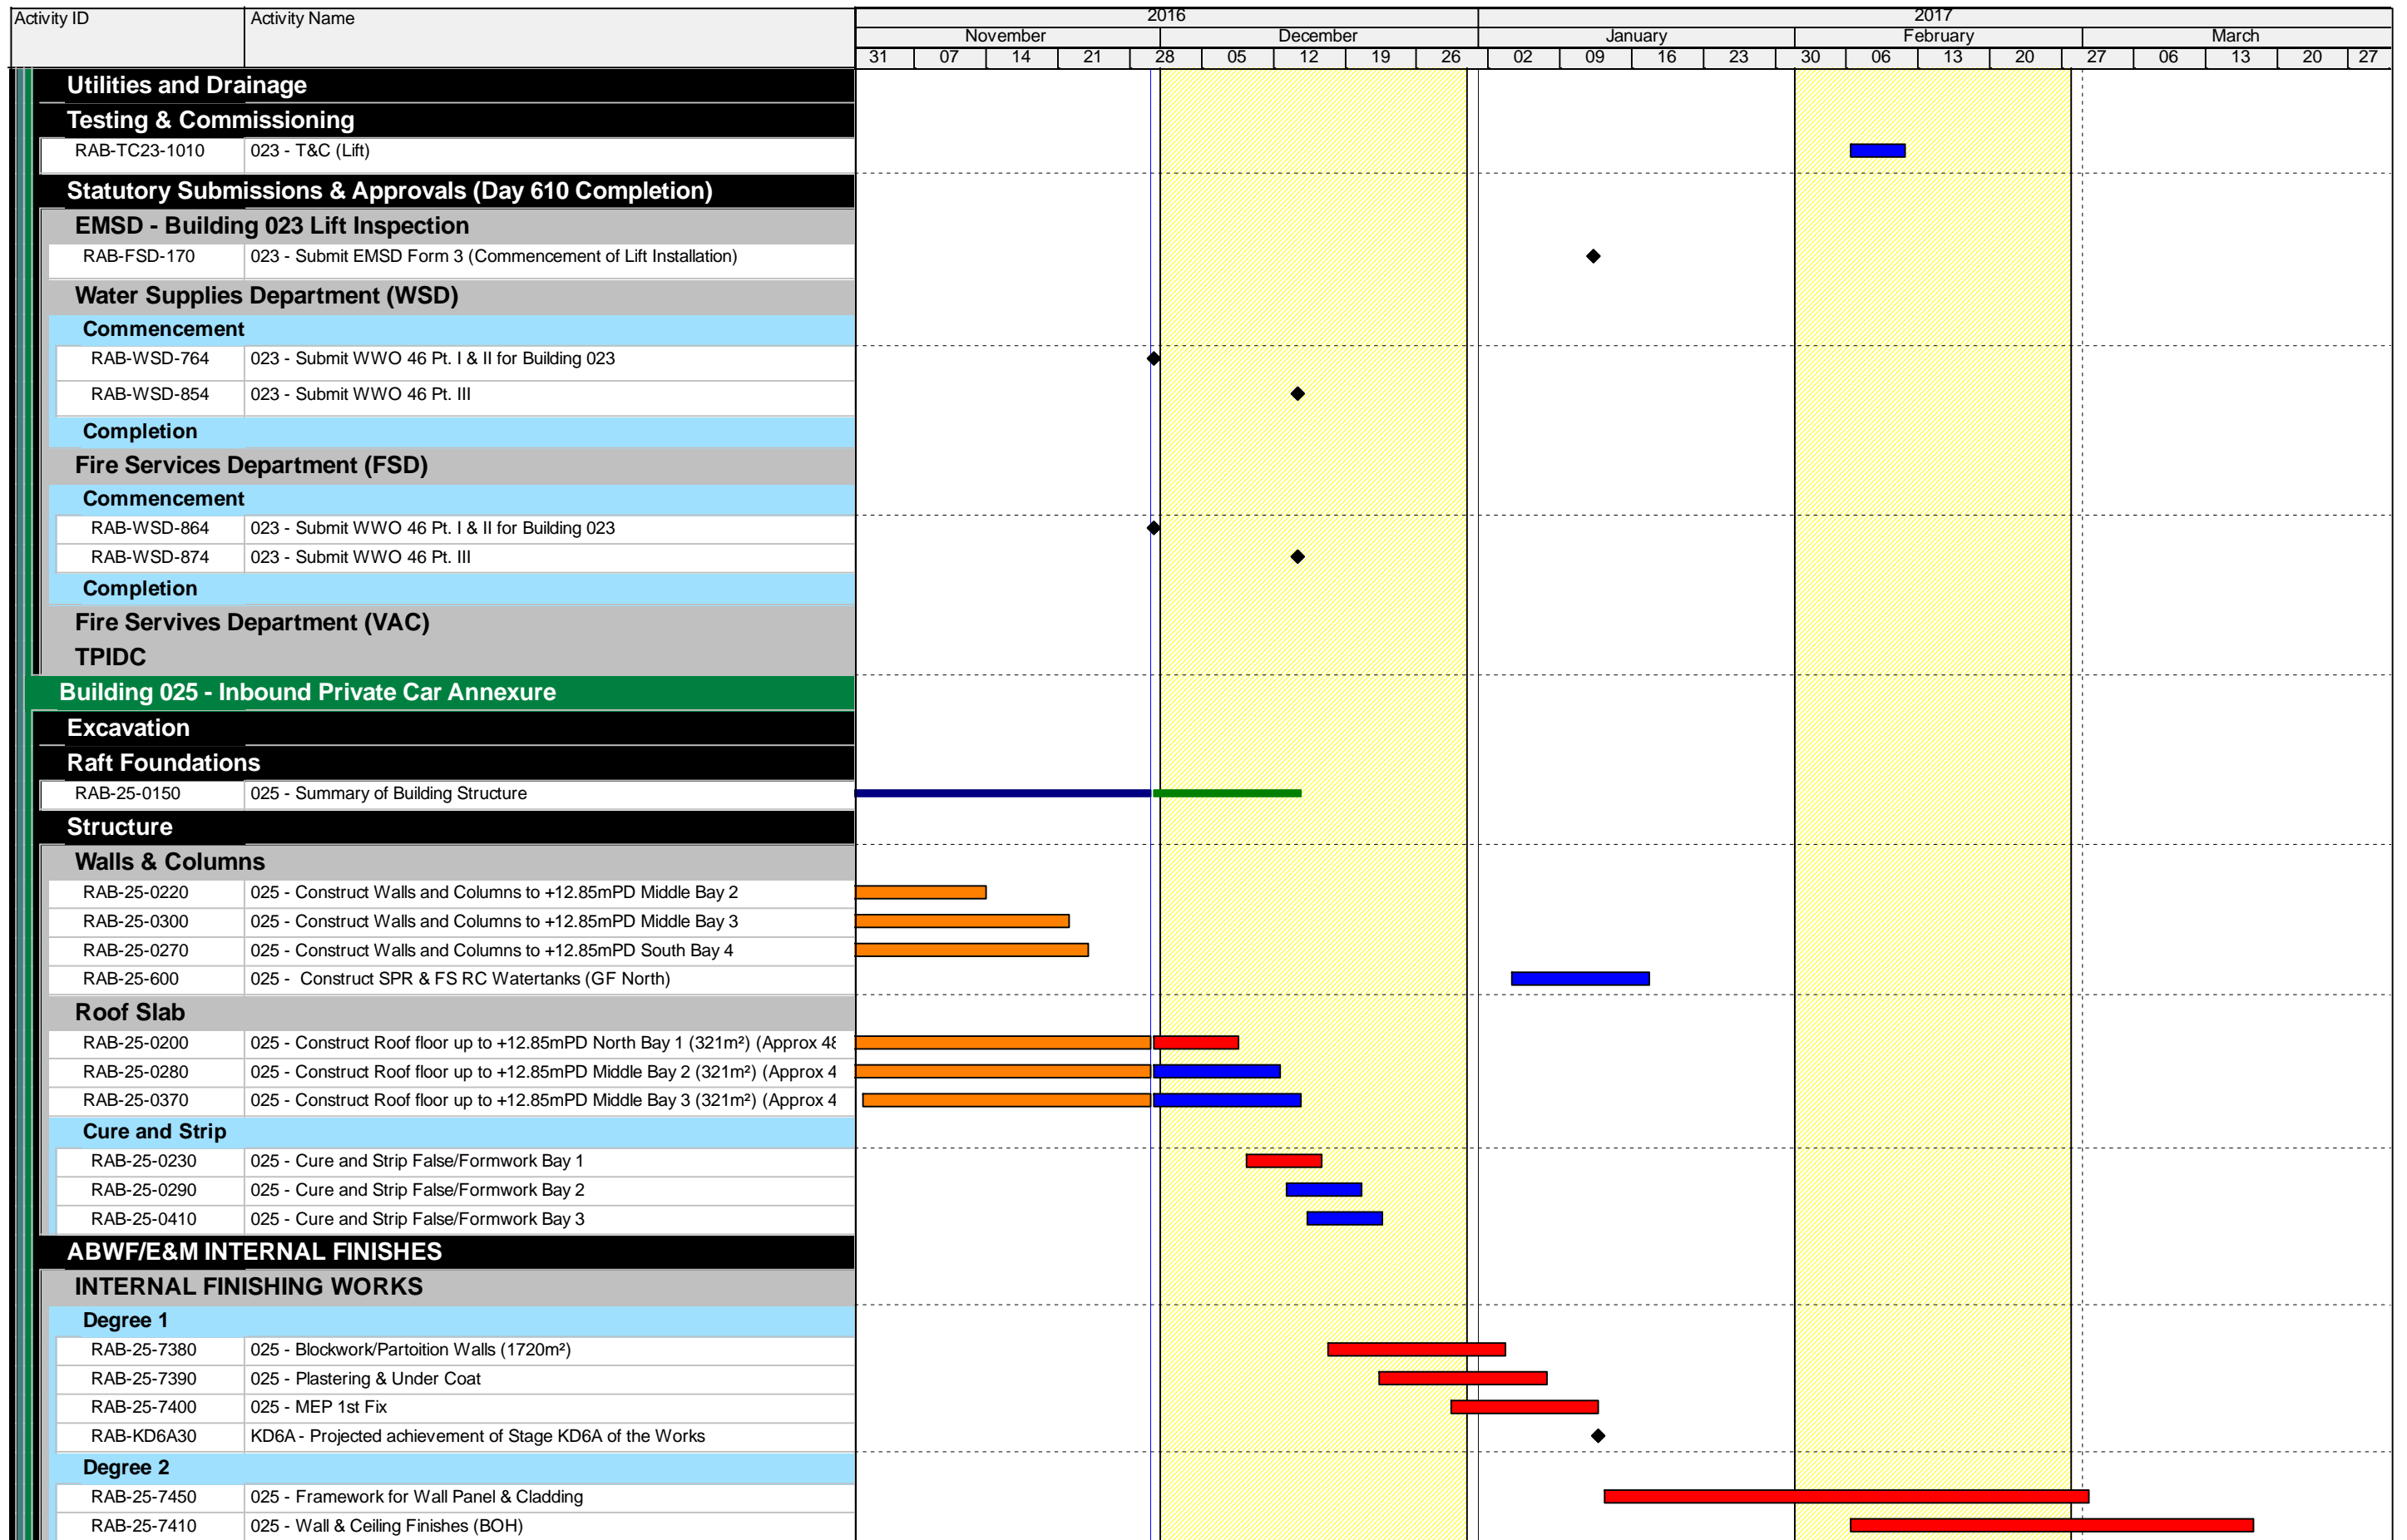 Activity ID Activity Name 2016 2017
November December January February March
31 07 14 21 28 05 12 19 26 02 09 16 23 30 06 13 20 27 06 13 20 27
Utilities and Drainage
Testing & Commissioning
RAB-TC23-1010 023 - T&C (Lift)
Statutory Submissions & Approvals (Day 610 Completion)
EMSD - Building 023 Lift Inspection
RAB-FSD-170 023 - Submit EMSD Form 3 (Commencement of Lift Installation)
Water Supplies Department (WSD)
Commencement
RAB-WSD-764 023 - Submit WWO 46 Pt. I & II for Building 023
RAB-WSD-854 023 - Submit WWO 46 Pt. III
Completion
Fire Services Department (FSD)
Commencement
RAB-WSD-864 023 - Submit WWO 46 Pt. I & II for Building 023
RAB-WSD-874 023 - Submit WWO 46 Pt. III
Completion
Fire Servives Department (VAC)
TPIDC
Building 025 - Inbound Private Car Annexure
Excavation
Raft Foundations
RAB-25-0150 025 - Summary of Building Structure
Structure
Walls & Columns
RAB-25-0220 025 - Construct Walls and Columns to +12.85mPD Middle Bay 2
RAB-25-0300 025 - Construct Walls and Columns to +12.85mPD Middle Bay 3
RAB-25-0270 025 - Construct Walls and Columns to +12.85mPD South Bay 4
RAB-25-600 025 - Construct SPR & FS RC Watertanks (GF North)
Roof Slab
RAB-25-0200 025 - Construct Roof floor up to +12.85mPD North Bay 1 (321m²) (Approx 48
RAB-25-0280 025 - Construct Roof floor up to +12.85mPD Middle Bay 2 (321m²) (Approx 4
RAB-25-0370 025 - Construct Roof floor up to +12.85mPD Middle Bay 3 (321m²) (Approx 4
Cure and Strip
RAB-25-0230 025 - Cure and Strip False/Formwork Bay 1
RAB-25-0290 025 - Cure and Strip False/Formwork Bay 2
RAB-25-0410 025 - Cure and Strip False/Formwork Bay 3
ABWF/E&M INTERNAL FINISHES
INTERNAL FINISHING WORKS
Degree 1
RAB-25-7380 025 - Blockwork/Partoition Walls (1720m²)
RAB-25-7390 025 - Plastering & Under Coat
RAB-25-7400 025 - MEP 1st Fix
RAB-KD6A30 KD6A - Projected achievement of Stage KD6A of the Works
Degree 2
RAB-25-7450 025 - Framework for Wall Panel & Cladding
RAB-25-7410 025 - Wall & Ceiling Finishes (BOH)